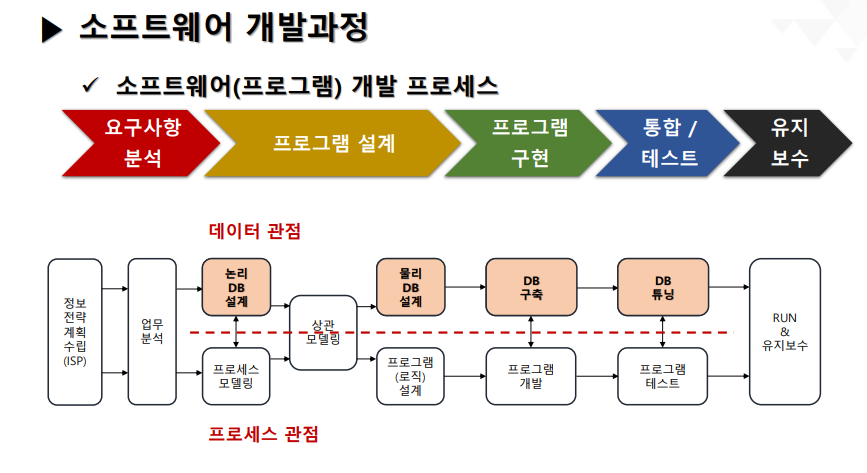 ▶ 소프트웨어 개발과정
✓ 소프트웨어(프로그램) 개발 프로세스
요구사항
분석
프로그램 설계
프로그램
구현
통합 /
테스트
유지
보수
데이터 관점
정보
전략
계획
수립
(ISP)
업무
분석
논리
DB
설계
프로세스
모델링
상관
모델링
물리
DB
설계
프로그램
(로직)
설계
DB
구축
프로그램
개발
DB
튜닝
프로그램
테스트
RUN
&
유지보수
프로세스 관점